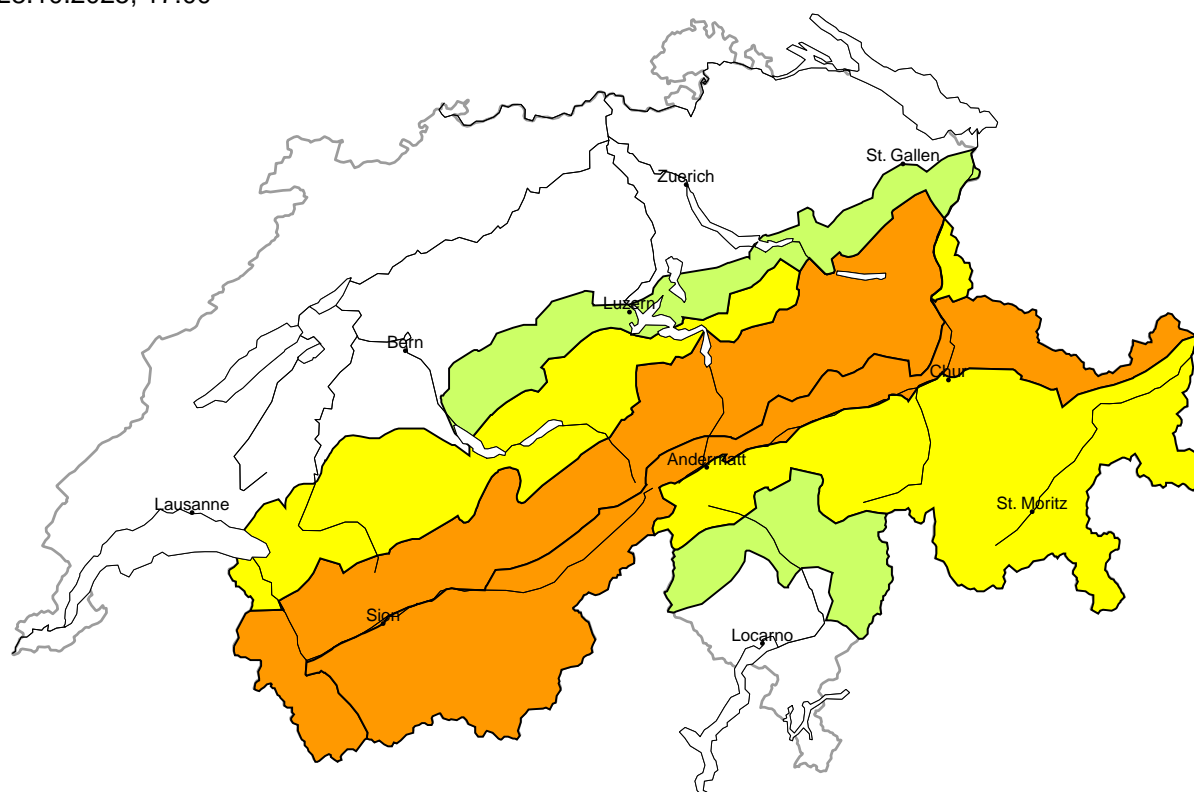 St. Gallen
Zuerich
Luzern
Bern
Chur
Andermatt
St. Moritz
Lausanne
Sion
Locarno